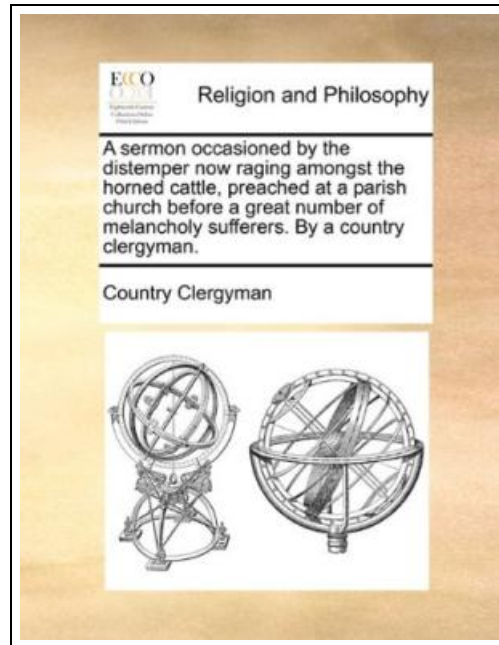 ECCO
Religion and Philosophy
A sermon occasioned by the
distemper now raging amongst the
horned cattle, preached at a parish
church before a great number of
melancholy sufferers. By a country
clergyman.
Country Clergyman